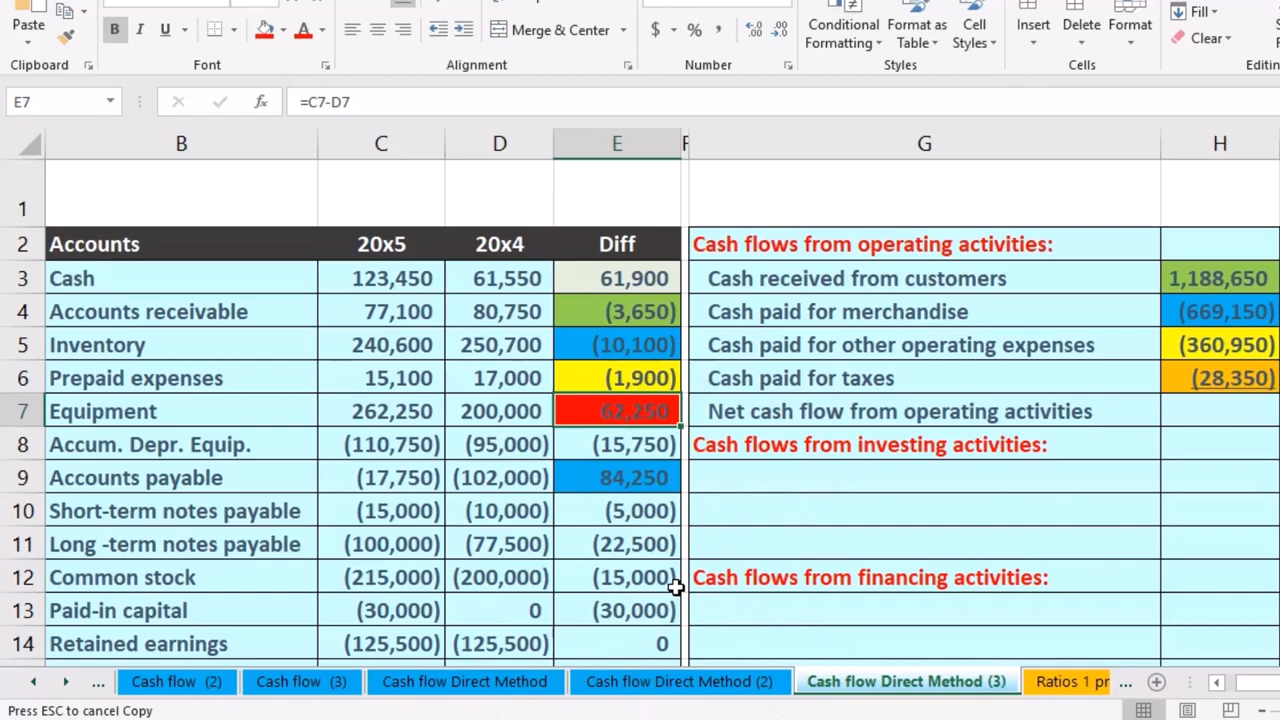 Paste
B I U
Merge & Center
$ % ,
Conditional Formatting
Format as Table
Cell Styles
Insert
Delete
Format
Fill
Clear
Clipboard
Font
Alignment
Number
Styles
Cells
Editin
E7 fx =C7-D7
B C D E F G H
1
2 Accounts 20x5 20x4 Diff Cash flows from operating activities:
3 Cash 123,450 61,550 61,900 Cash received from customers 1,188,650
4 Accounts receivable 77,100 80,750 (3,650) Cash paid for merchandise (669,150)
5 Inventory 240,600 250,700 (10,100) Cash paid for other operating expenses (360,950)
6 Prepaid expenses 15,100 17,000 (1,900) Cash paid for taxes (28,350)
7 Equipment 262,250 200,000 62,250 Net cash flow from operating activities
8 Accum. Depr. Equip. (110,750) (95,000) (15,750) Cash flows from investing activities:
9 Accounts payable (17,750) (102,000) 84,250
10 Short-term notes payable (15,000) (10,000) (5,000)
11 Long -term notes payable (100,000) (77,500) (22,500)
12 Common stock (215,000) (200,000) (15,000) Cash flows from financing activities:
13 Paid-in capital (30,000) 0 (30,000)
14 Retained earnings (125,500) (125,500) 0
... Cash flow (2) Cash flow (3) Cash flow Direct Method Cash flow Direct Method (2) Cash flow Direct Method (3) Ratios 1 pr ...
Press ESC to cancel Copy